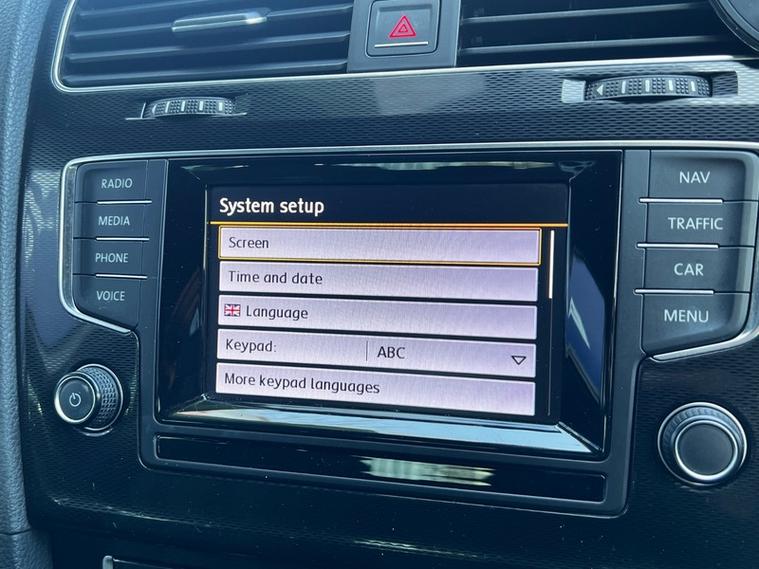 RADIO
MEDIA
PHONE
VOICE
System setup
Screen
Time and date
Language
Keypad: ABC
More keypad languages
NAV
TRAFFIC
CAR
MENU